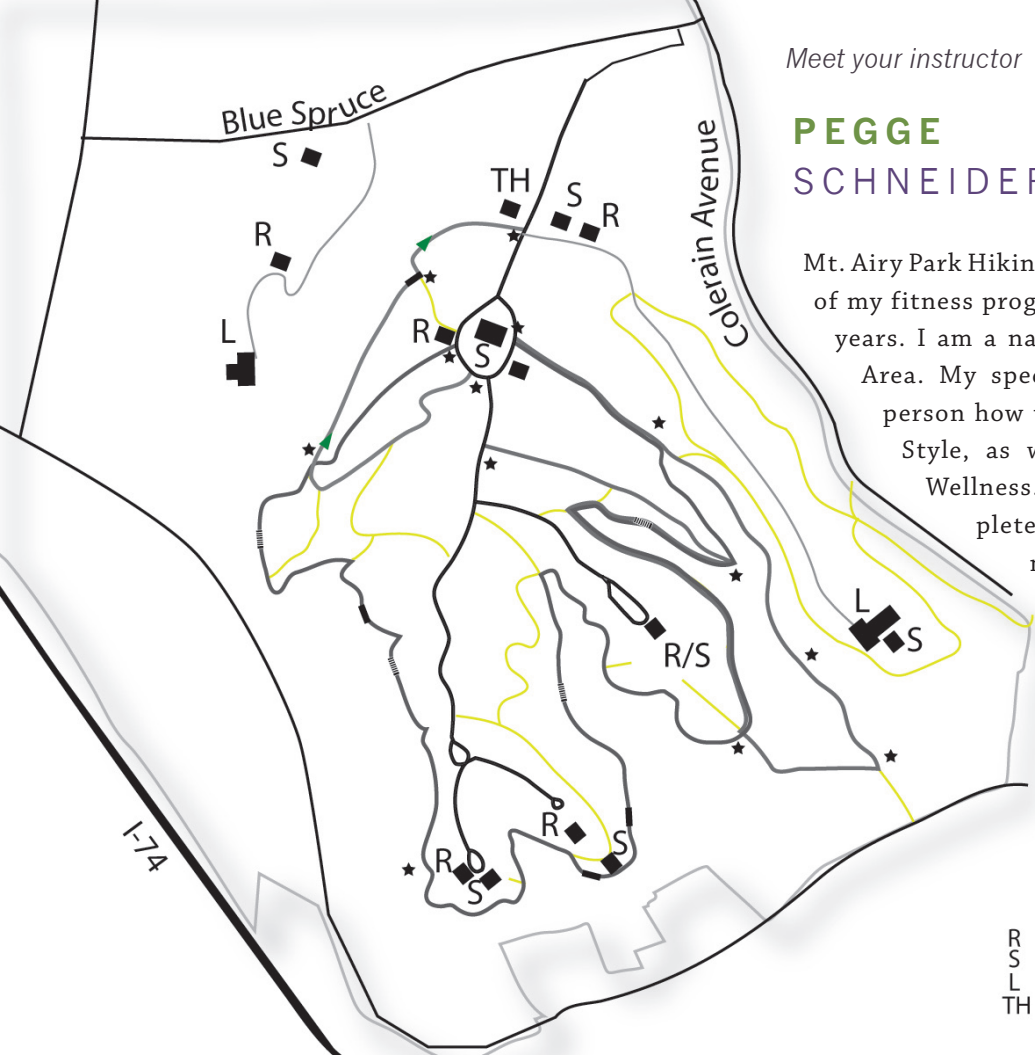 Meet your instructor
PEGGE
SCHNEIDER
Mt. Airy Park Hikin
of my fitness prog
years. I am a na
Area. My spe
person how
Style, as w
Wellness.
plete
Blue Spruce
S
R
L
TH
S
R
Colerain Avenue
R
S
L
S
R/S
R
S
R
S
I-74
R
S
L
TH